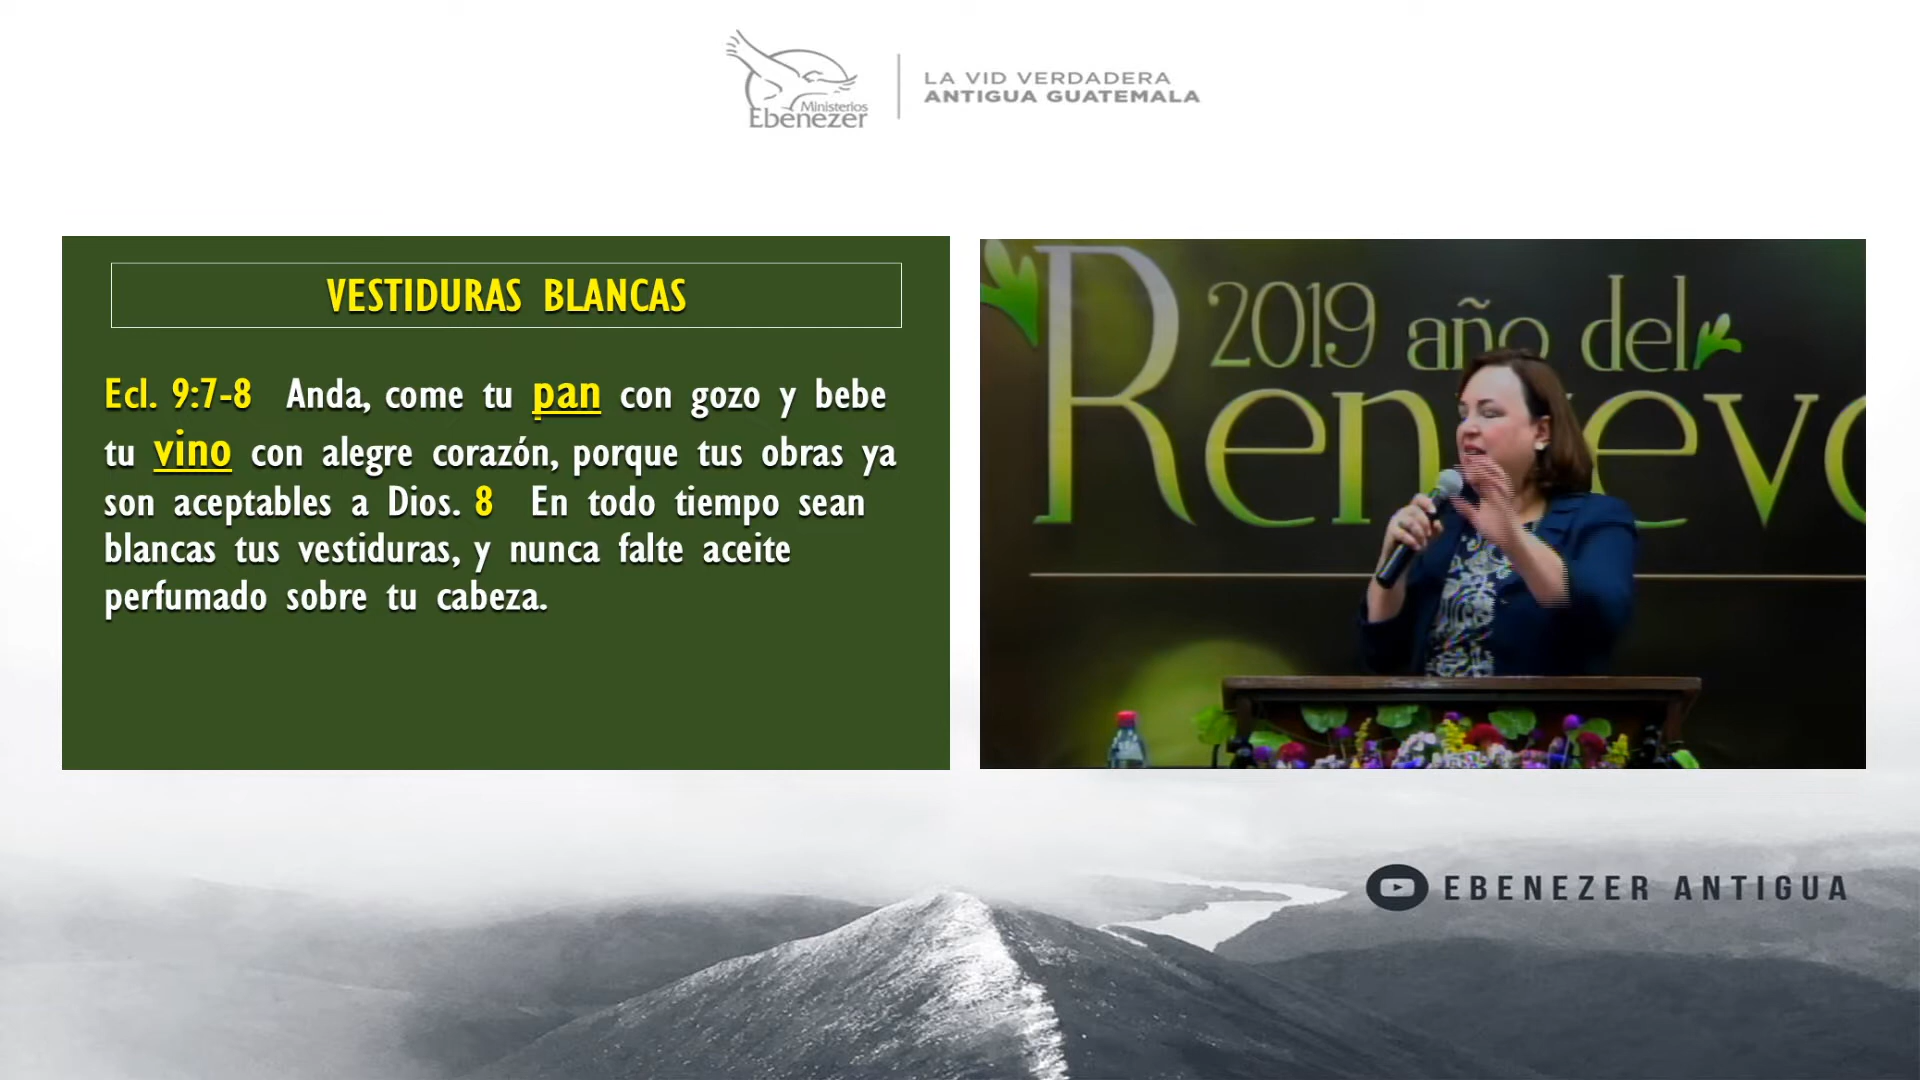 Ministerios
Ebenezer
LA VID VERDADERA
ANTIGUA GUATEMALA
VESTIDURAS BLANCAS
Ecl. 9:7-8 Anda, come tu pan con gozo y bebe
tu vino con alegre corazón, porque tus obras ya
son aceptables a Dios. 8 En todo tiempo sean
blancas tus vestiduras, y nunca falte aceite
perfumado sobre tu cabeza.
2019 año del
EBENEZER ANTIGUA